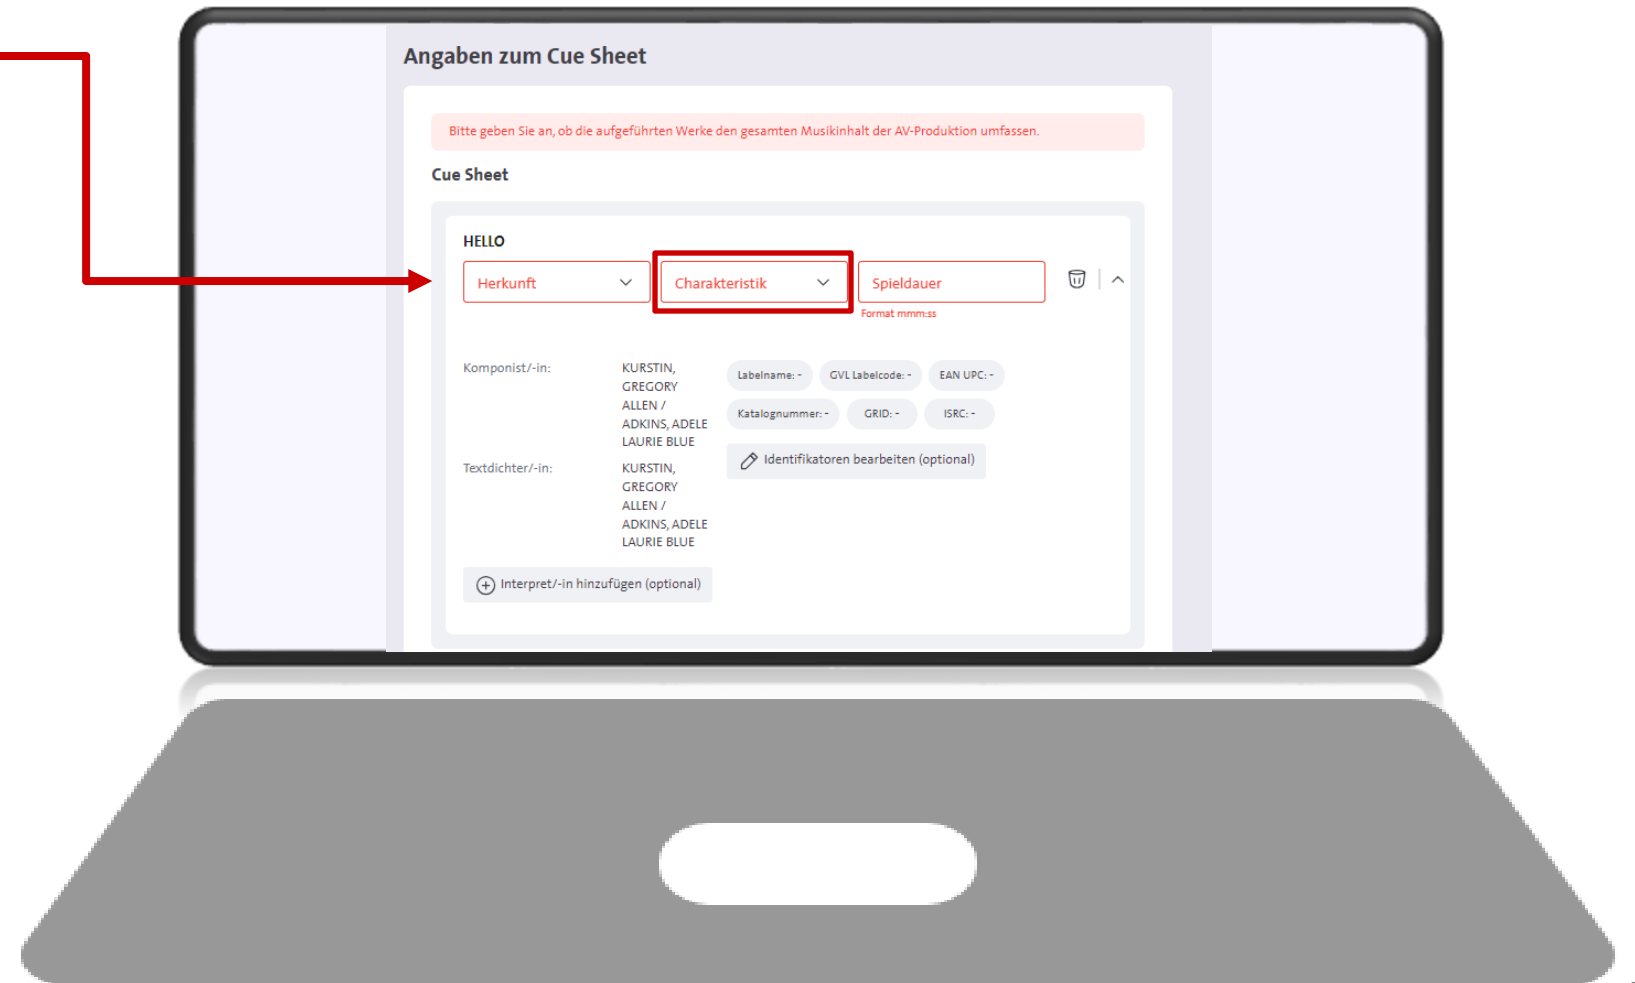 Angaben zum Cue Sheet
Bitte geben Sie an, ob die aufgeführten Werke den gesamten Musikinhalt der AV-Produktion umfassen.
Cue Sheet
HELLO
Herkunft
Charakteristik
Spieldauer
Format mmm:ss
Komponist/-in:
KURSTIN,
GREGORY
ALLEN /
ADKINS, ADELE
LAURIE BLUE
Labelname: -
GVL Labelcode: -
EAN UPC: -
Katalognummer: -
GRID: -
ISRC: -
Identifikatoren bearbeiten (optional)
Textdichter/-in:
KURSTIN,
GREGORY
ALLEN /
ADKINS, ADELE
LAURIE BLUE
Interpret/-in hinzufügen (optional)